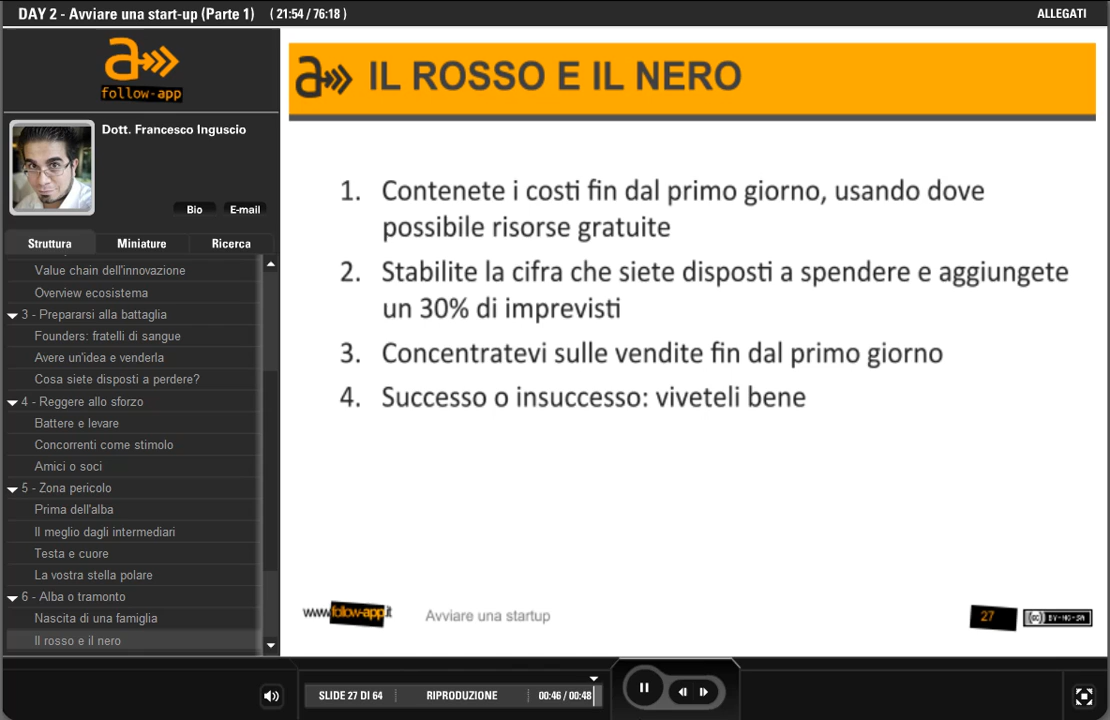 DAY 2 - Avviare una start-up (Parte 1) ( 21:54 / 76:18 )
ALLEGATI
a
follow-app
Dott. Francesco Inguscio
Bio E-mail
Struttura Miniature Ricerca
Value chain dell'innovazione
Overview ecosistema
3 - Prepararsi alla battaglia
Founders: fratelli di sangue
Avere un'idea e venderla
Cosa siete disposti a perdere?
4 - Reggere allo sforzo
Battere e levare
Concorrenti come stimolo
Amici o soci
5 - Zona pericolo
Prima dell'alba
Il meglio dagli intermediari
Testa e cuore
La vostra stella polare
6 - Alba o tramonto
Nascita di una famiglia
Il rosso e il nero
a IL ROSSO E IL NERO
1. Contenete i costi fin dal primo giorno, usando dove
possibile risorse gratuite
2. Stabilite la cifra che siete disposti a spendere e aggiungete
un 30% di imprevisti
3. Concentratevi sulle vendite fin dal primo giorno
4. Successo o insuccesso: viveteli bene
www.follow-app.it Avviare una startup 27 (cc) BY-NC-SA
SLIDE 27 DI 64 RIPRODUZIONE 00:46 / 00:48